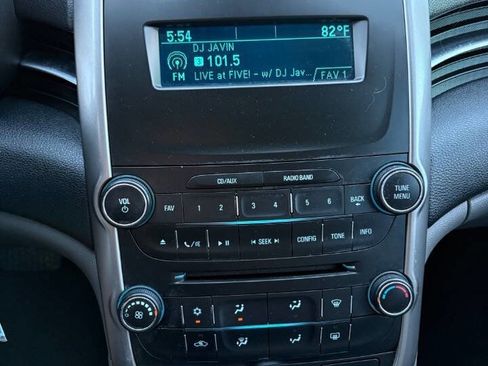 5:54 82°F
DJ JAVIN
3 101.5
FM LIVE at FIVE! - w/ DJ Jav... FAV 1
CD/AUX RADIO BAND
VOL FAV 1 2 3 4 5 6 BACK TUNE
MENU
SEEK CONFIG TONE INFO